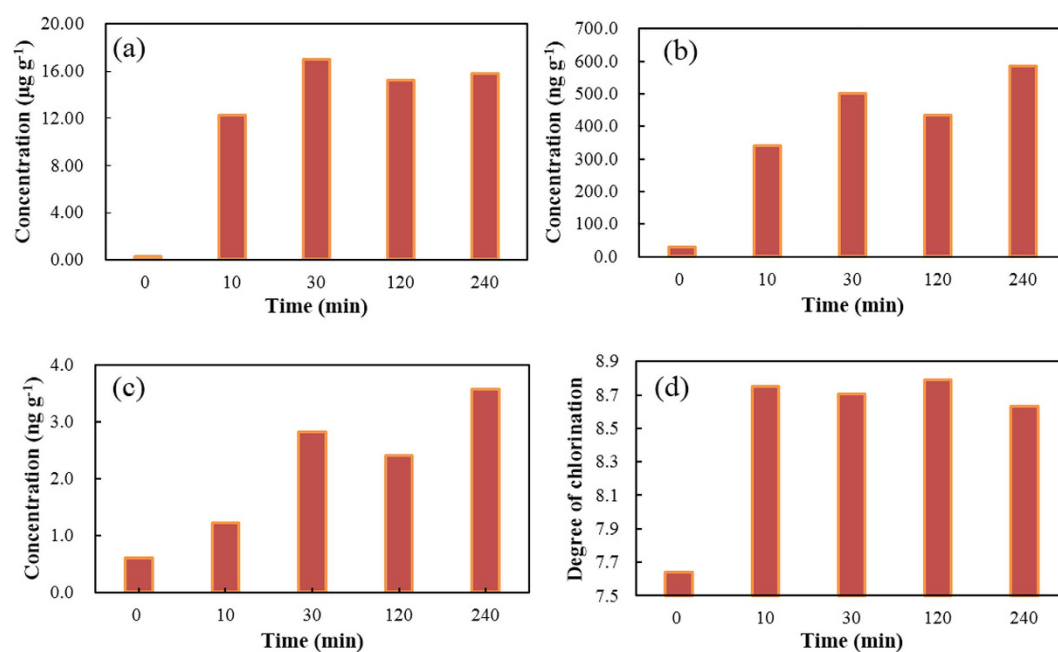 (a)
Concentration (µg g⁻¹)
20.00
16.00
12.00
8.00
4.00
0.00
0 10 30 120 240
Time (min)
(b)
Concentration (ng g⁻¹)
700.0
600.0
500.0
400.0
300.0
200.0
100.0
0.0
0 10 30 120 240
Time (min)
(c)
Concentration (ng g⁻¹)
4.0
3.0
2.0
1.0
0.0
0 10 30 120 240
Time (min)
(d)
Degree of chlorination
8.9
8.7
8.5
8.3
8.1
7.9
7.7
7.5
0 10 30 120 240
Time (min)